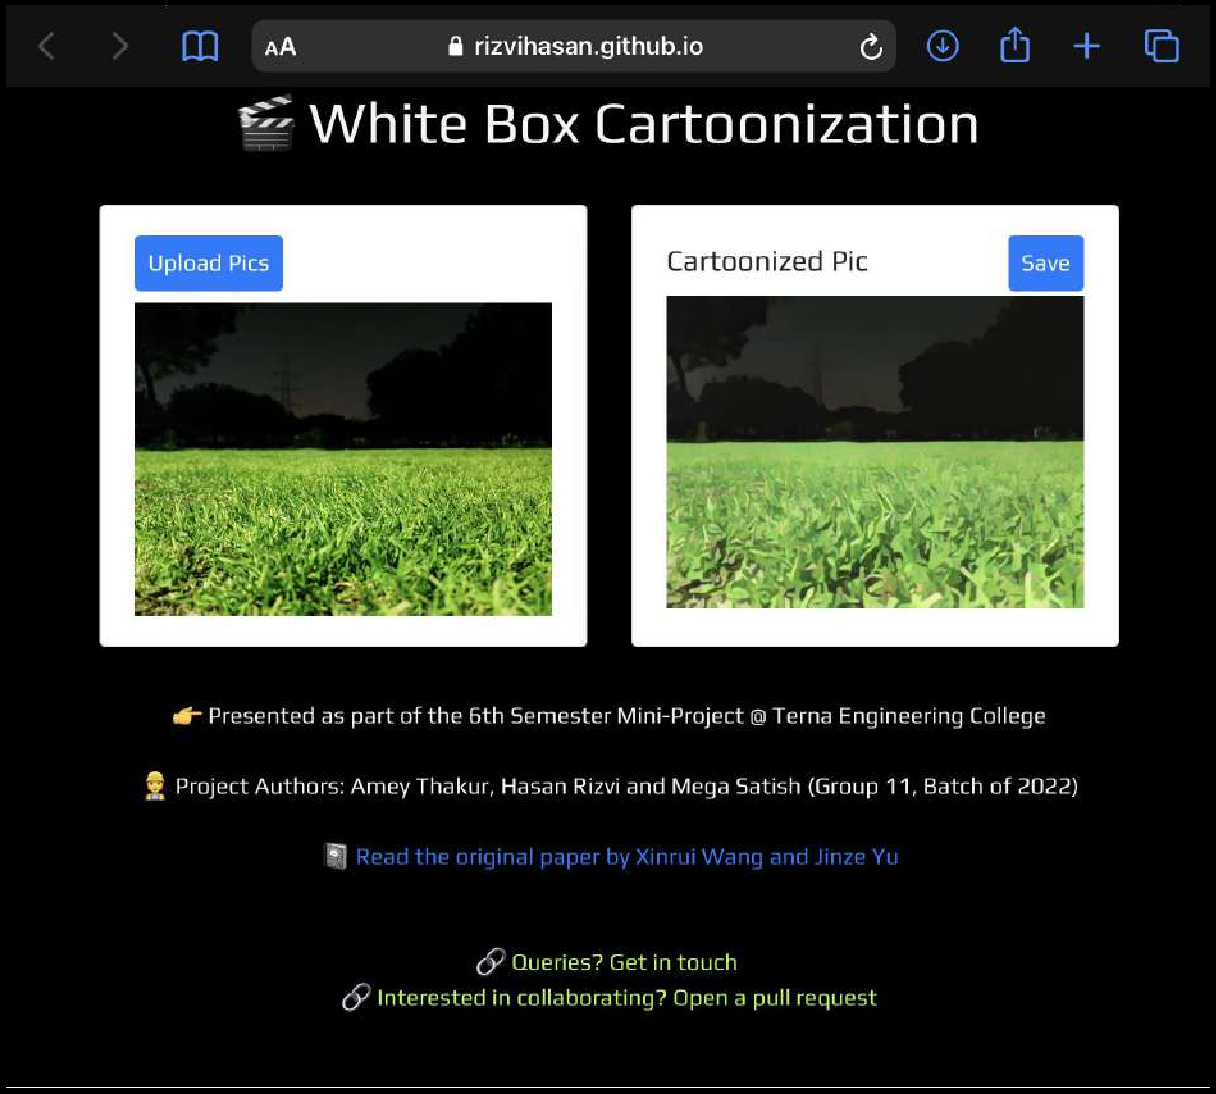 AA
rizvihasan.github.io
White Box Cartoonization
Upload Pics
Cartoonized Pic
Save
Presented as part of the 6th Semester Mini-Project @ Terna Engineering College
Project Authors: Amey Thakur, Hasan Rizvi and Mega Satish (Group 11, Batch of 2022)
Read the original paper by Xinrui Wang and Jinze Yu
Queries? Get in touch
Interested in collaborating? Open a pull request